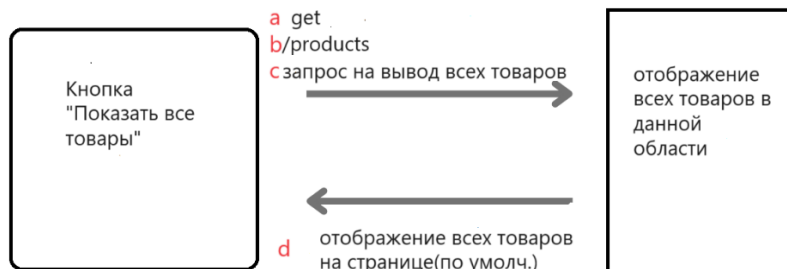 a get
b/products
c запрос на вывод всех товаров
Кнопка
"Показать все
товары"
отображение
всех товаров в
данной
области
d отображение всех товаров
на странице(по умолч.)